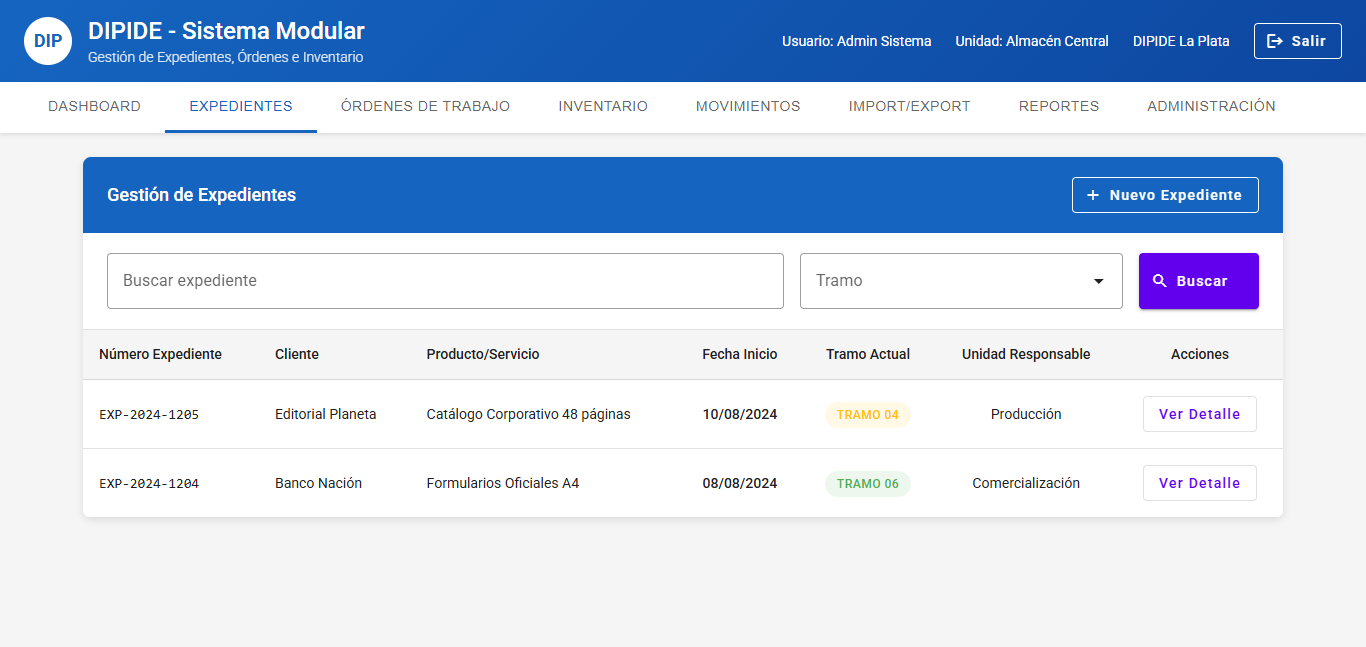 DIP
DIPIDE - Sistema Modular
Gestión de Expedientes, Órdenes e Inventario
Usuario: Admin Sistema
Unidad: Almacén Central
DIPIDE La Plata
Salir
DASHBOARD
EXPEDIENTES
ÓRDENES DE TRABAJO
INVENTARIO
MOVIMIENTOS
IMPORT/EXPORT
REPORTES
ADMINISTRACIÓN
Gestión de Expedientes
Nuevo Expediente
Buscar expediente
Tramo
Buscar
Número Expediente Cliente Producto/Servicio Fecha Inicio Tramo Actual Unidad Responsable Acciones
EXP-2024-1205 Editorial Planeta Catálogo Corporativo 48 páginas 10/08/2024 TRAMO 04 Producción Ver Detalle
EXP-2024-1204 Banco Nación Formularios Oficiales A4 08/08/2024 TRAMO 06 Comercialización Ver Detalle